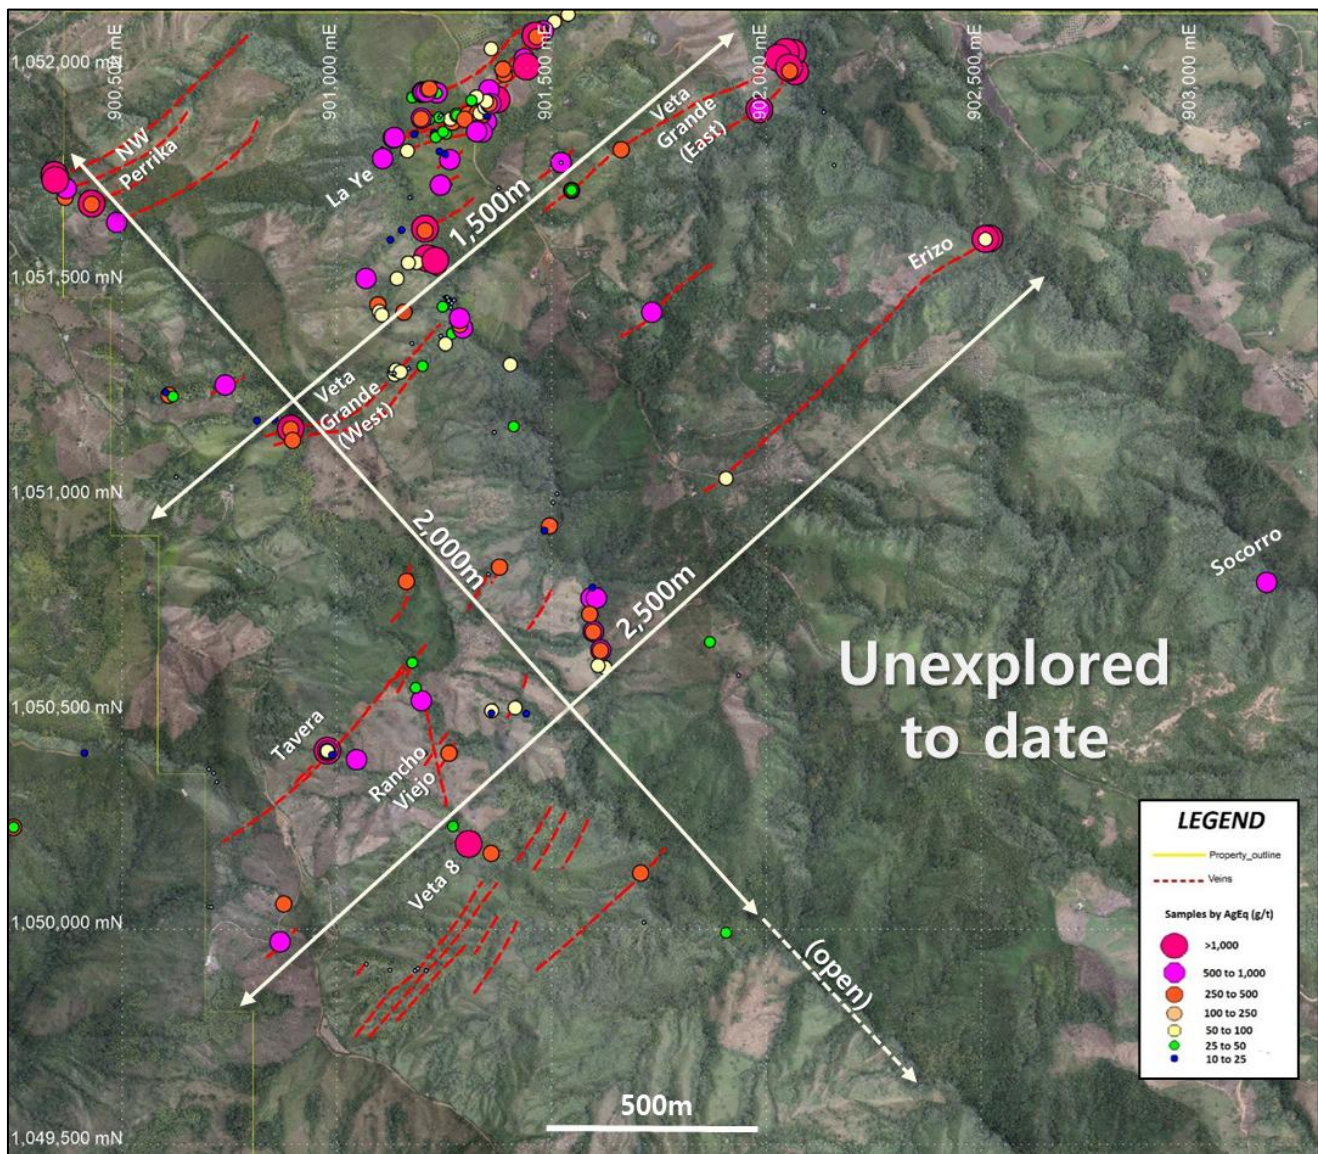 900,500 mE
901,000 mE
901,500 mE
902,000 mE
902,500 mE
903,000 mE
1,052,000 mN
NW
Perrika
La Ye
Veta
Grande
(East)
1,500m
Erizo
1,051,500 mN
Veta
Grande
(West)
1,051,000 mN
2,000m
Socorro
2,500m
Unexplored
to date
1,050,500 mN
Tavera
Rancho
Viejo
Veta 8
1,050,000 mN
(open)
500m
1,049,500 mN
LEGEND
Property_outline
Veins
Samples by AgEq (g/t)
>1,000
500 to 1,000
250 to 500
100 to 250
50 to 100
25 to 50
10 to 25